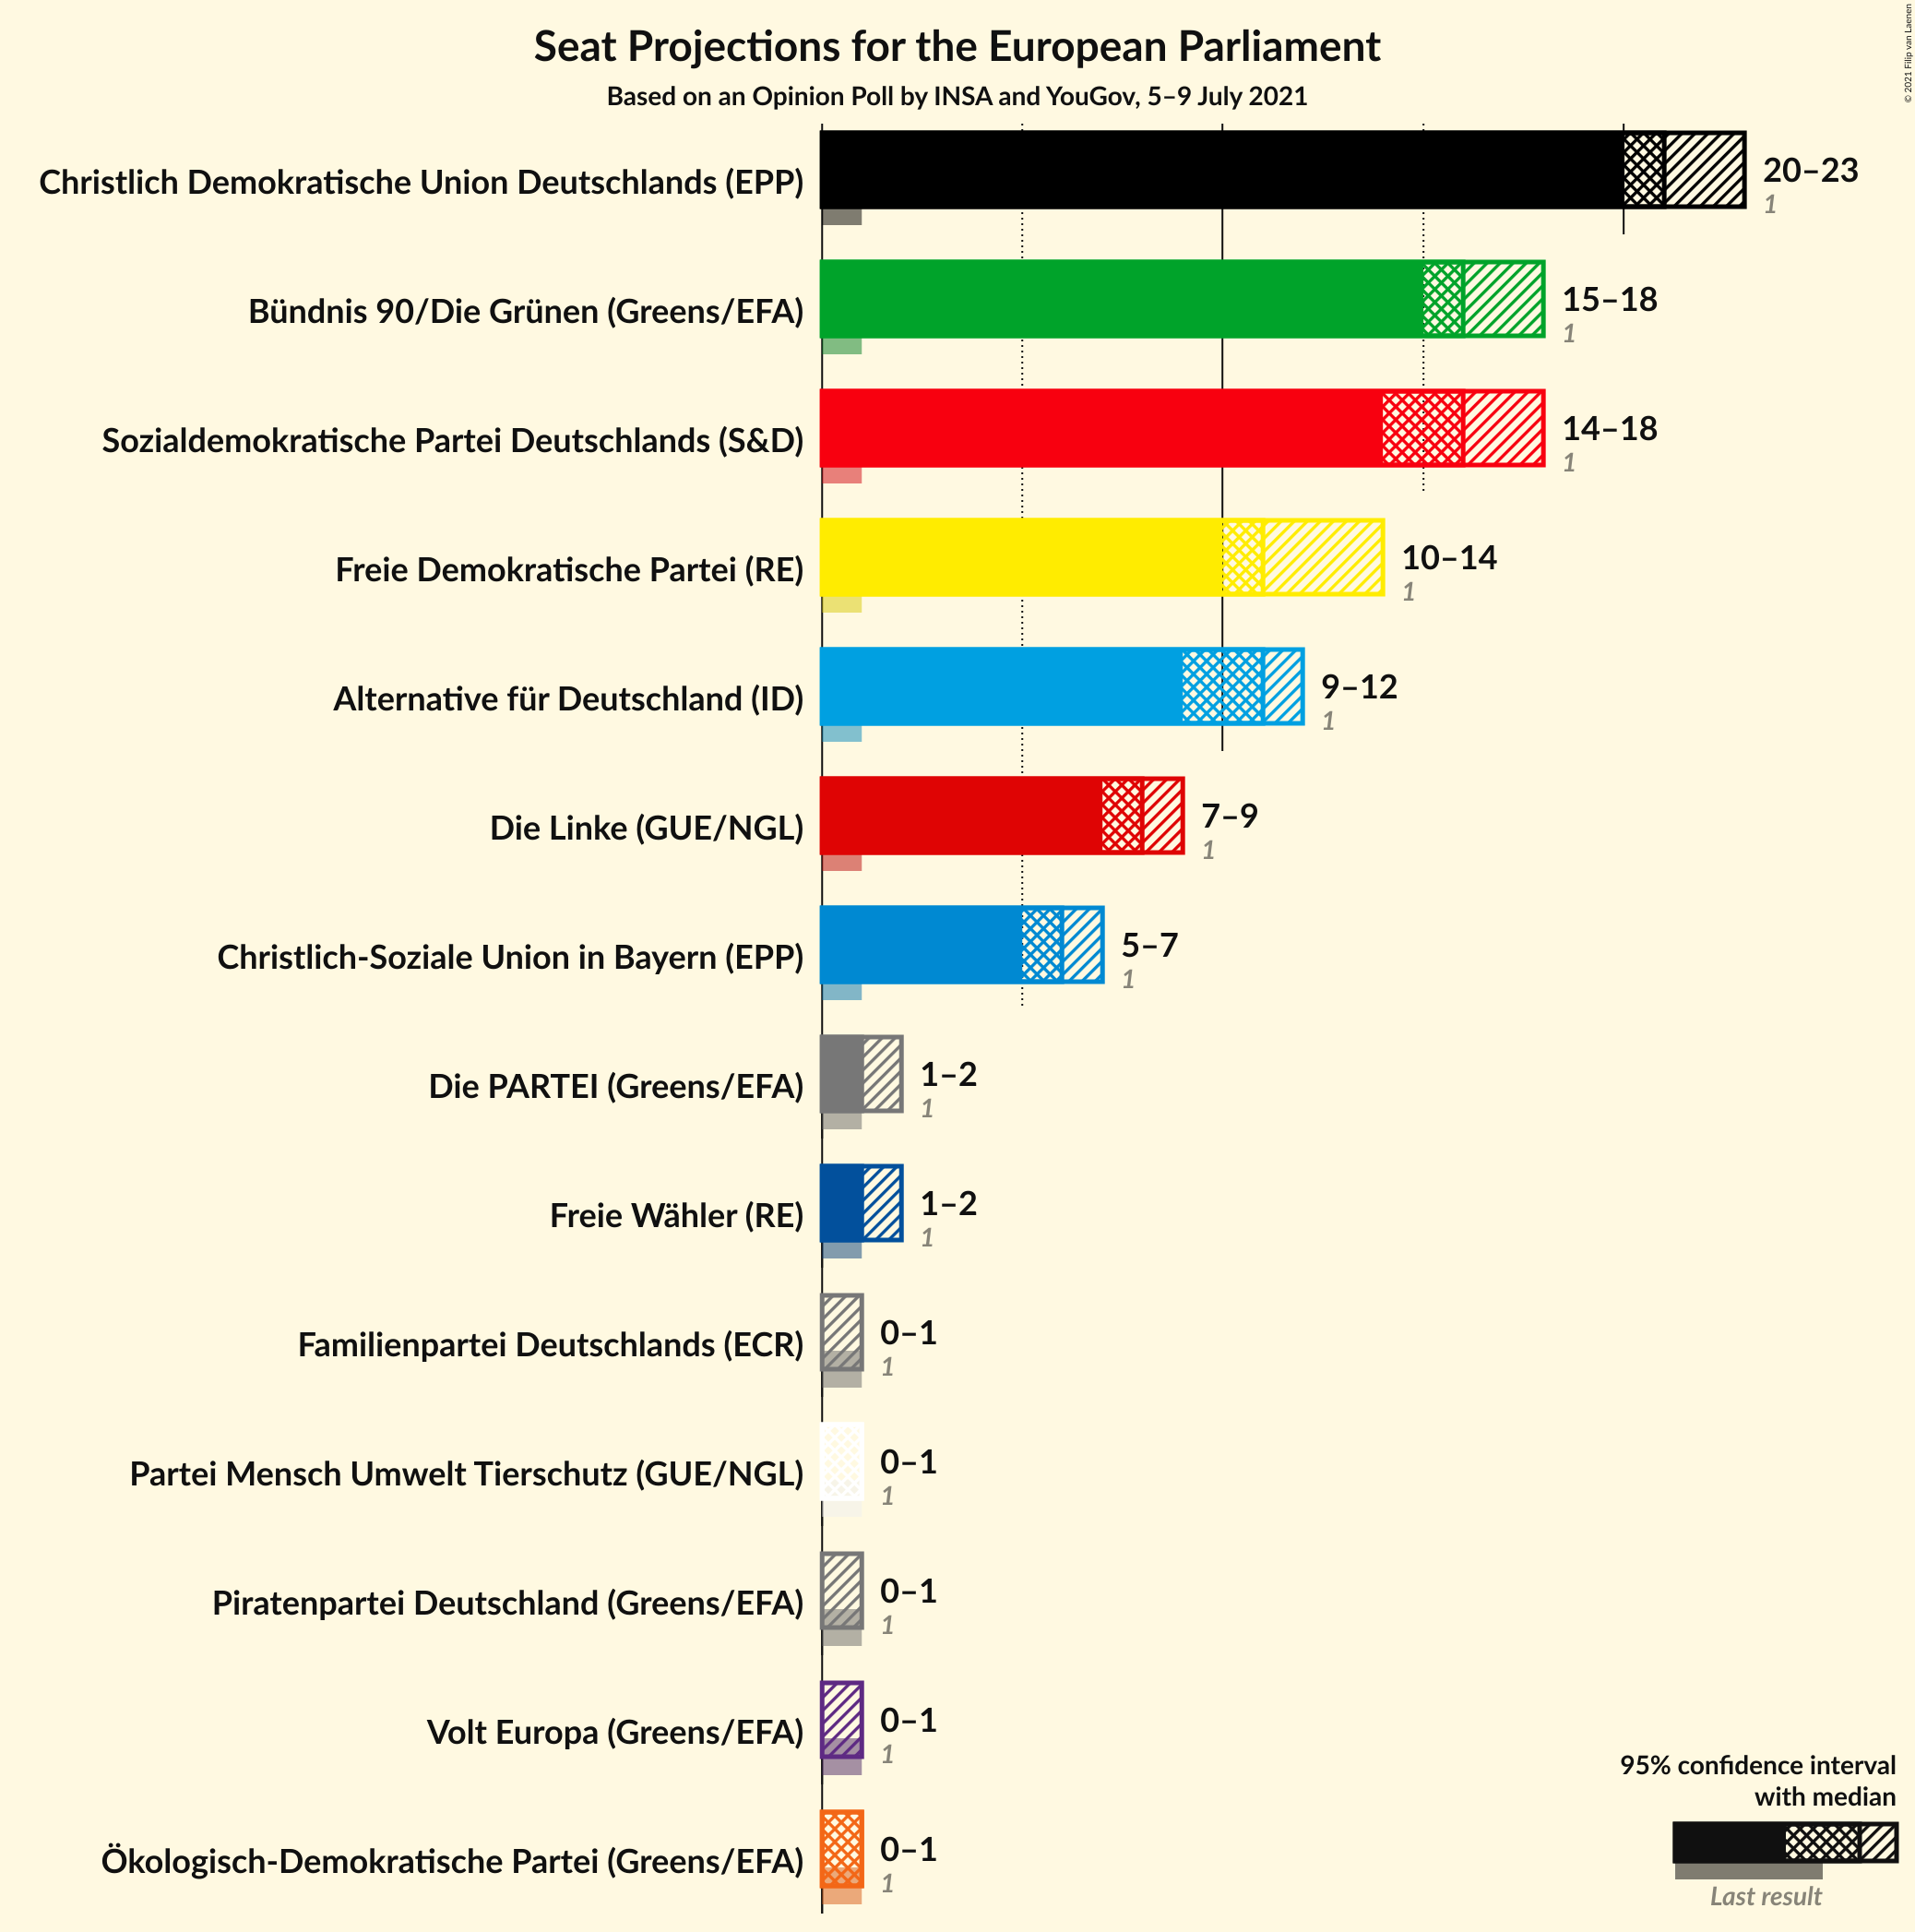 Seat Projections for the European Parliament
Based on an Opinion Poll by INSA and YouGov, 5–9 July 2021
© 2021 Filip van Laenen
Christlich Demokratische Union Deutschlands (EPP)
20–23
1
Bündnis 90/Die Grünen (Greens/EFA)
15–18
1
Sozialdemokratische Partei Deutschlands (S&D)
14–18
1
Freie Demokratische Partei (RE)
10–14
1
Alternative für Deutschland (ID)
9–12
1
Die Linke (GUE/NGL)
7–9
1
Christlich-Soziale Union in Bayern (EPP)
5–7
1
Die PARTEI (Greens/EFA)
1–2
1
Freie Wähler (RE)
1–2
1
Familienpartei Deutschlands (ECR)
0–1
1
Partei Mensch Umwelt Tierschutz (GUE/NGL)
0–1
1
Piratenpartei Deutschland (Greens/EFA)
0–1
1
Volt Europa (Greens/EFA)
0–1
1
Ökologisch-Demokratische Partei (Greens/EFA)
0–1
1
95% confidence interval
with median
Last result